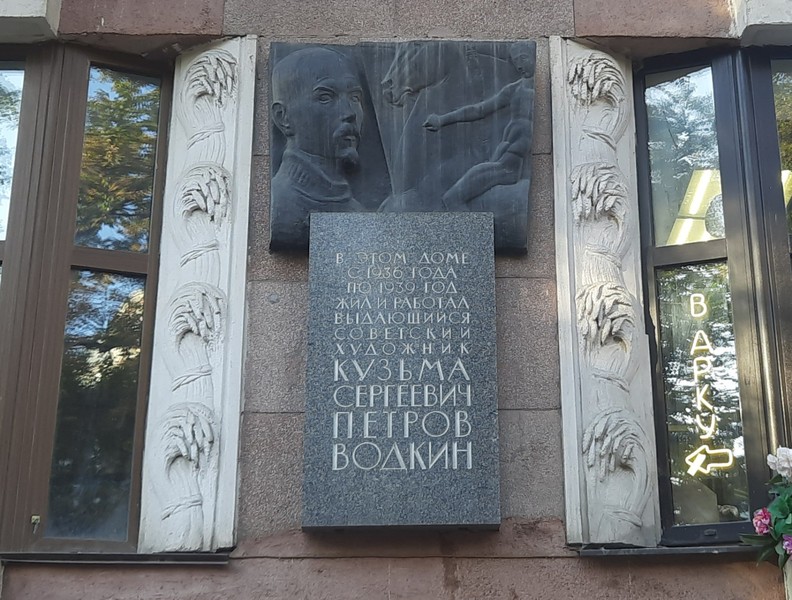 В ЭТОМ ДОМЕ
С 1936 ГОДА
ПО 1939 ГОД
ЖИЛ И РАБОТАЛ
ВЫДАЮЩИЙСЯ
СОВЕТСКИЙ
ХУДОЖНИК
КУЗЬМА
СЕРГЕЕВИЧ
ПЕТРОВ
ВОДКИН
В АРКУ